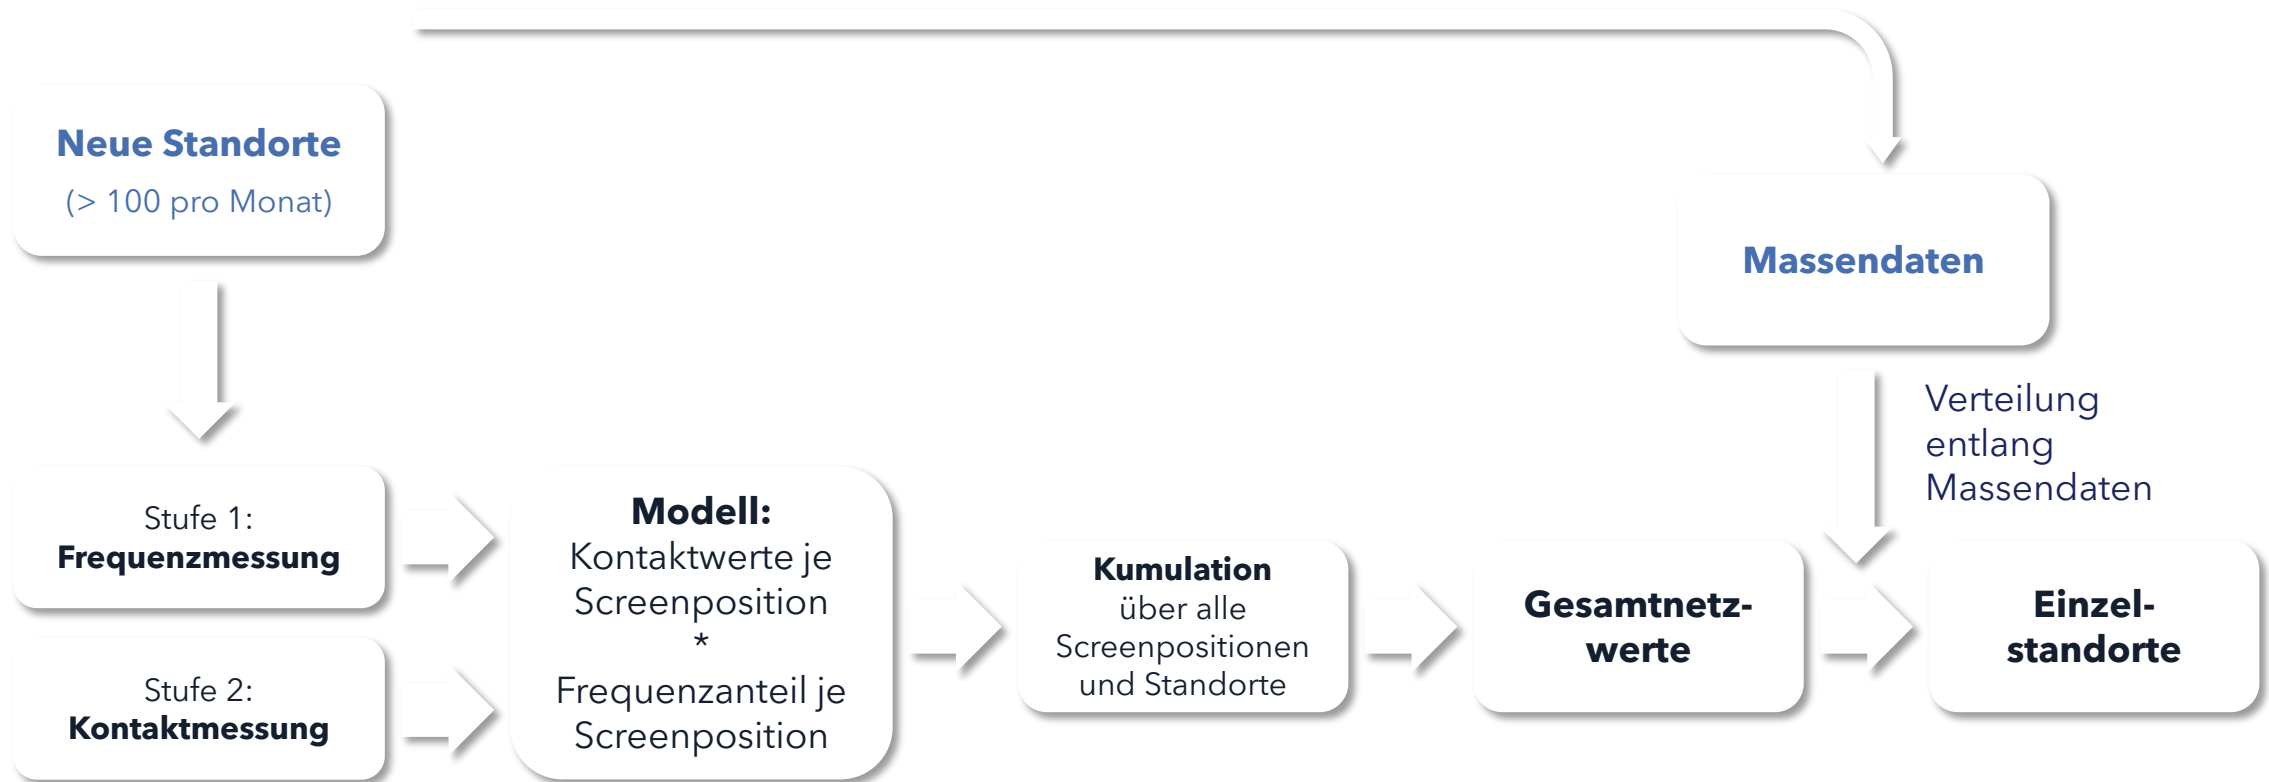 Neue Standorte
(> 100 pro Monat)
Massendaten
Verteilung
entlang
Massendaten
Stufe 1:
Frequenzmessung
Stufe 2:
Kontaktmessung
Modell:
Kontaktwerte je
Screenposition
*
Frequenzanteil je
Screenposition
Kumulation
über alle
Screenpositionen
und Standorte
Gesamtnetz-
werte
Einzel-
standorte